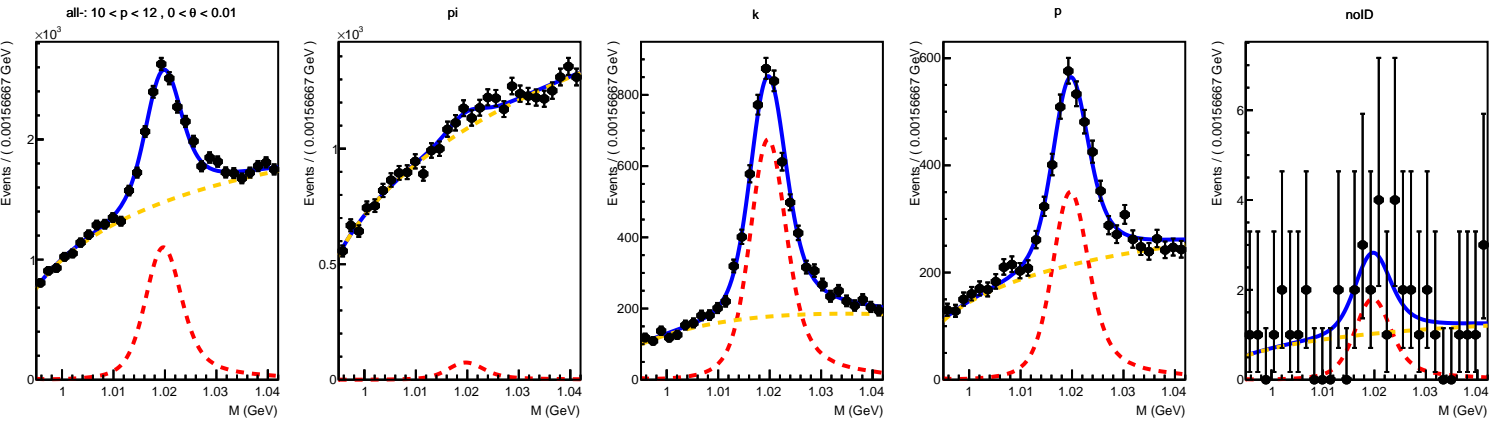 all-: 10 < p < 12 , 0 < θ < 0.01
×10³
Events / ( 0.00156667 GeV )
2
1
0
1 1.01 1.02 1.03 1.04
M (GeV)
pi
×10³
Events / ( 0.00156667 GeV )
1
0.5
0
1 1.01 1.02 1.03 1.04
M (GeV)
k
Events / ( 0.00156667 GeV )
800
600
400
200
0
1 1.01 1.02 1.03 1.04
M (GeV)
p
Events / ( 0.00156667 GeV )
600
400
200
0
1 1.01 1.02 1.03 1.04
M (GeV)
noID
Events / ( 0.00156667 GeV )
6
4
2
0
1 1.01 1.02 1.03 1.04
M (GeV)